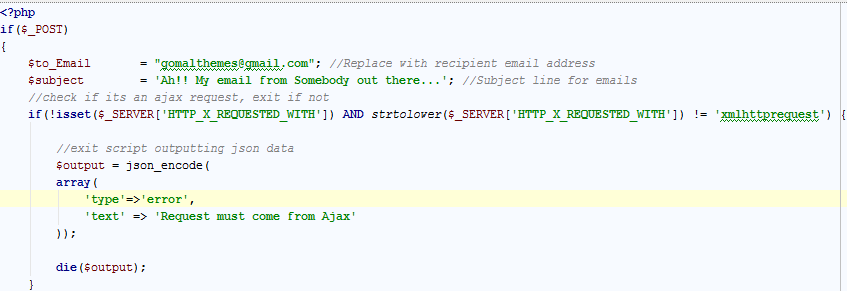 <?php
if($_POST)
{
    $to_Email       = "gomalthemes@gmail.com"; //Replace with recipient email address
    $subject        = 'Ah!! My email from Somebody out there...'; //Subject line for emails
    //check if its an ajax request, exit if not
    if(!isset($_SERVER['HTTP_X_REQUESTED_WITH']) AND strtolower($_SERVER['HTTP_X_REQUESTED_WITH']) != 'xmlhttprequest') {
        //exit script outputting json data
        $output = json_encode(
        array(
            'type'=>'error',
            'text' => 'Request must come from Ajax'
        ));
        die($output);
    }